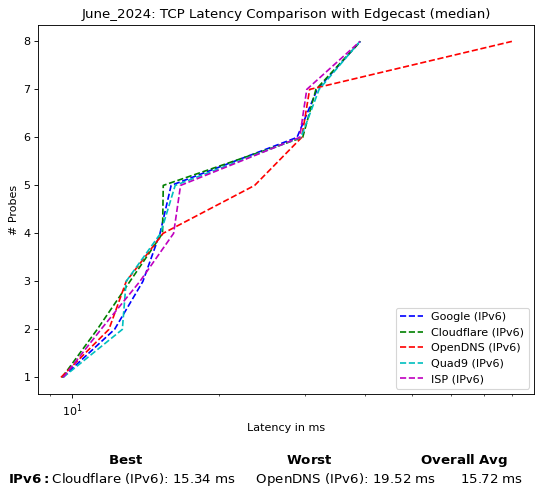 June_2024: TCP Latency Comparison with Edgecast (median)
8
7
6
5
4
3
2
1
# Probes
10^1
Latency in ms
Google (IPv6)
Cloudflare (IPv6)
OpenDNS (IPv6)
Quad9 (IPv6)
ISP (IPv6)
Best Worst Overall Avg
IPv6: Cloudflare (IPv6): 15.34 ms OpenDNS (IPv6): 19.52 ms 15.72 ms